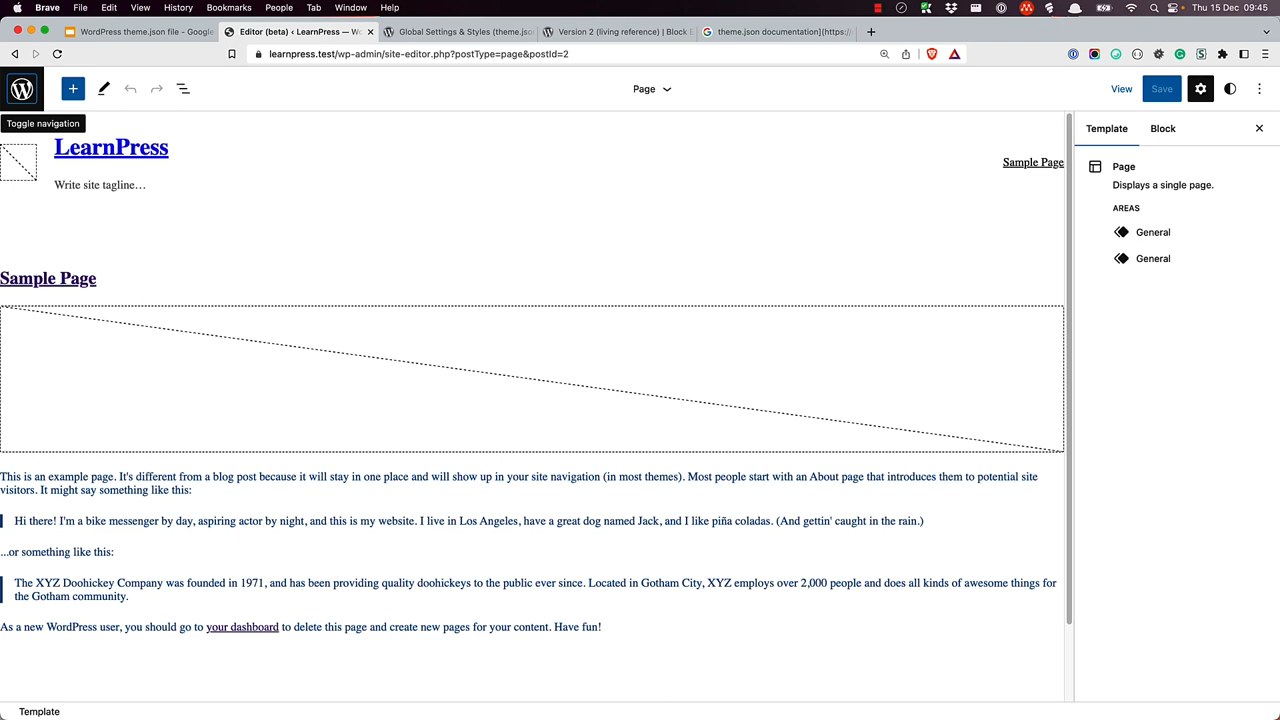 Brave File Edit View History Bookmarks People Tab Window Help Thu 15 Dec 09:45
WordPress theme.json file - Google Editor (beta) ‹ LearnPress — Wo Global Settings & Styles (theme.json Version 2 (living reference) | Block E theme.json documentation](https://
learnpress.test/wp-admin/site-editor.php?postType=page&postId=2
Page View Save
Toggle navigation
LearnPress
Write site tagline…
Sample Page
Sample Page
This is an example page. It's different from a blog post because it will stay in one place and will show up in your site navigation (in most themes). Most people start with an About page that introduces them to potential site
visitors. It might say something like this:
Hi there! I'm a bike messenger by day, aspiring actor by night, and this is my website. I live in Los Angeles, have a great dog named Jack, and I like piña coladas. (And gettin' caught in the rain.)
...or something like this:
The XYZ Doohickey Company was founded in 1971, and has been providing quality doohickeys to the public ever since. Located in Gotham City, XYZ employs over 2,000 people and does all kinds of awesome things for
the Gotham community.
As a new WordPress user, you should go to your dashboard to delete this page and create new pages for your content. Have fun!
Template Block
Page
Displays a single page.
AREAS
General
General
Template